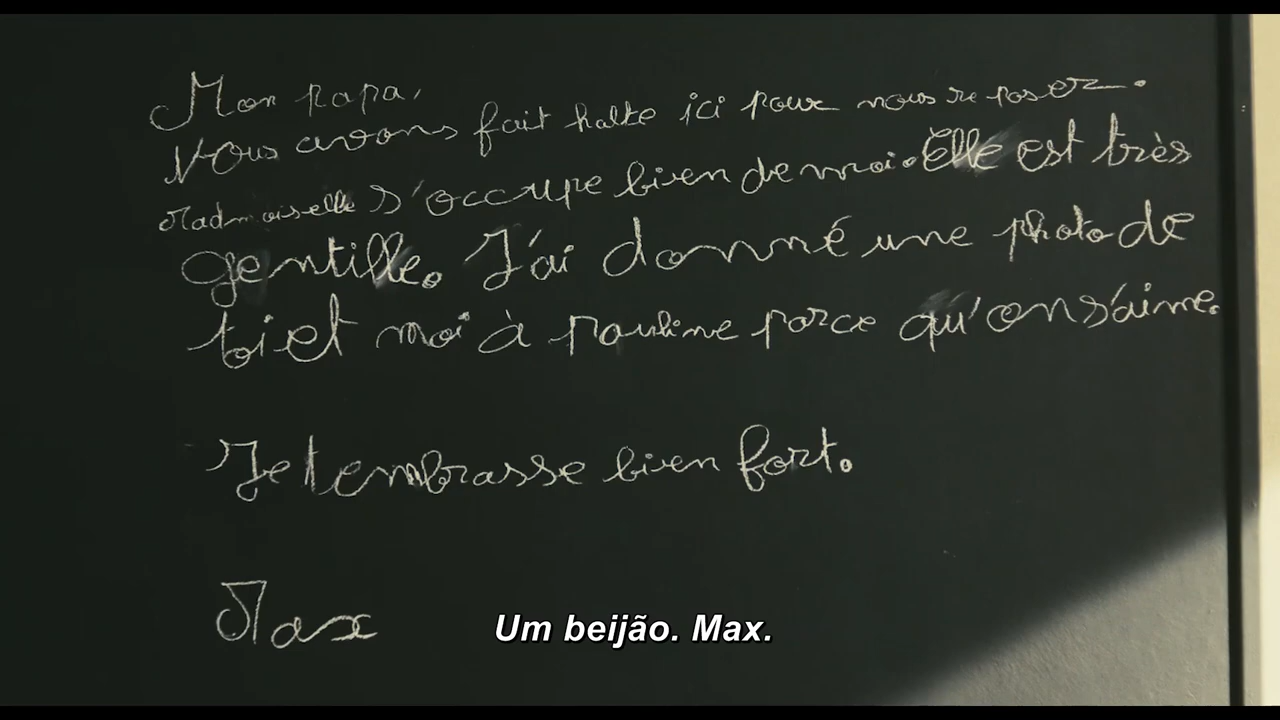 Mon papa,
Nous avons fait halte ici pour nous reposer.
Madmoiselle s'occupe bien de moi. Elle est très
gentille. J'ai donné une photo de
toi et moi à Pauline parce qu'on s'aime.
Je t'embrasse bien fort.
Max
Um beijão. Max.